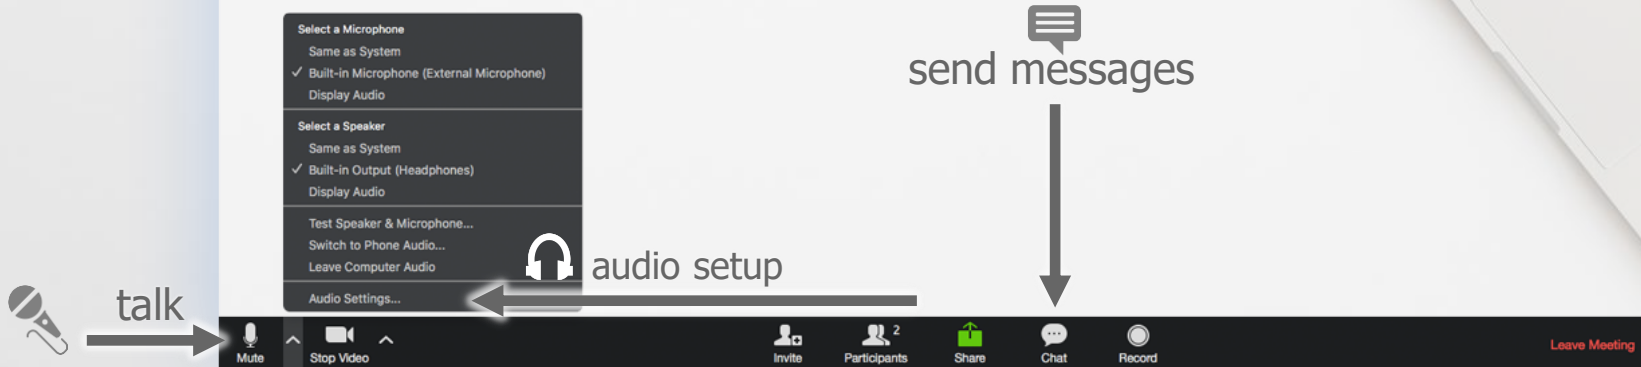 Select a Microphone
Same as System
✓ Built-in Microphone (External Microphone)
Display Audio
Select a Speaker
Same as System
✓ Built-in Output (Headphones)
Display Audio
Test Speaker & Microphone...
Switch to Phone Audio...
Leave Computer Audio
Audio Settings...
send messages
audio setup
talk
Mute
Stop Video
Invite
Participants 2
Share
Chat
Record
Leave Meeting